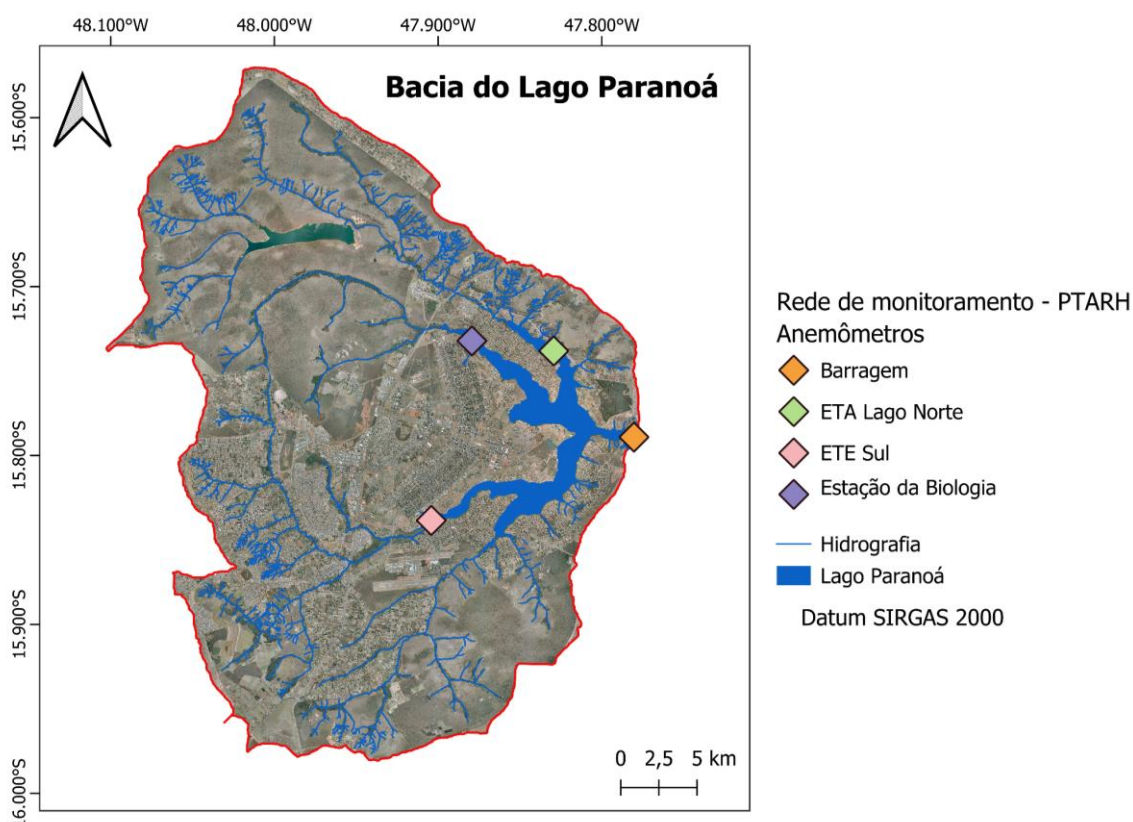 48.100°W 48.000°W 47.900°W 47.800°W
Bacia do Lago Paranoá
15.600°S
15.700°S
15.800°S
15.900°S
6.000°S
0 2,5 5 km
Rede de monitoramento - PTARH
Anemômetros
Barragem
ETA Lago Norte
ETE Sul
Estação da Biologia
Hidrografia
Lago Paranoá
Datum SIRGAS 2000